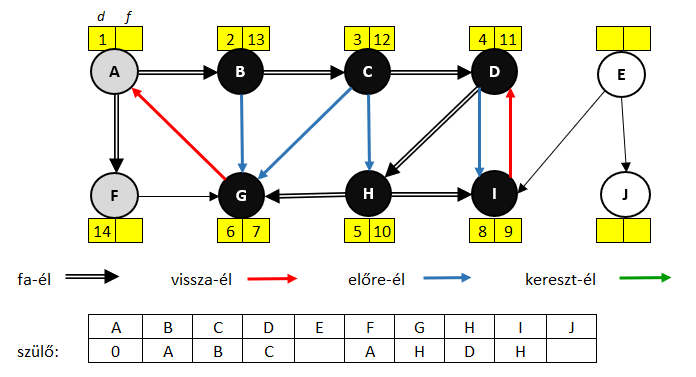 d f
1 2 13 3 12 4 11
A B C D E
F G H I J
14 6 7 5 10 8 9
fa-él vissza-él előre-él kereszt-él
A B C D E F G H I J
szülő: 0 A B C A H D H